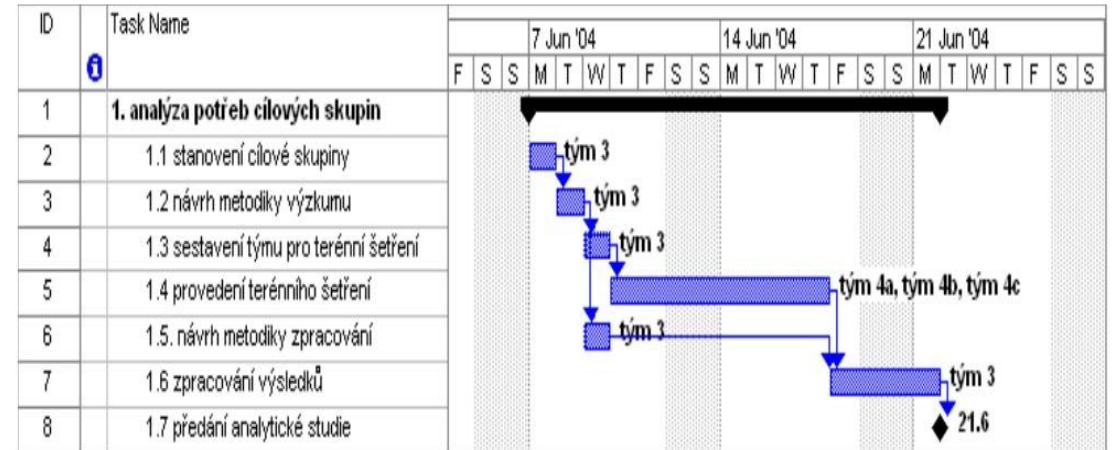 ID Task Name
7 Jun '04 14 Jun '04 21 Jun '04
i F S S M T W T F S S M T W T F S S M T W T F S S
1 1. analýza potřeb cílových skupin
2 1.1 stanovení cílové skupiny tým 3
3 1.2 návrh metodiky výzkumu tým 3
4 1.3 sestavení týmu pro terénní šetření tým 3
5 1.4 provedení terénního šetření tým 4a, tým 4b, tým 4c
6 1.5. návrh metodiky zpracování tým 3
7 1.6 zpracování výsledků tým 3
8 1.7 předání analytické studie 21.6